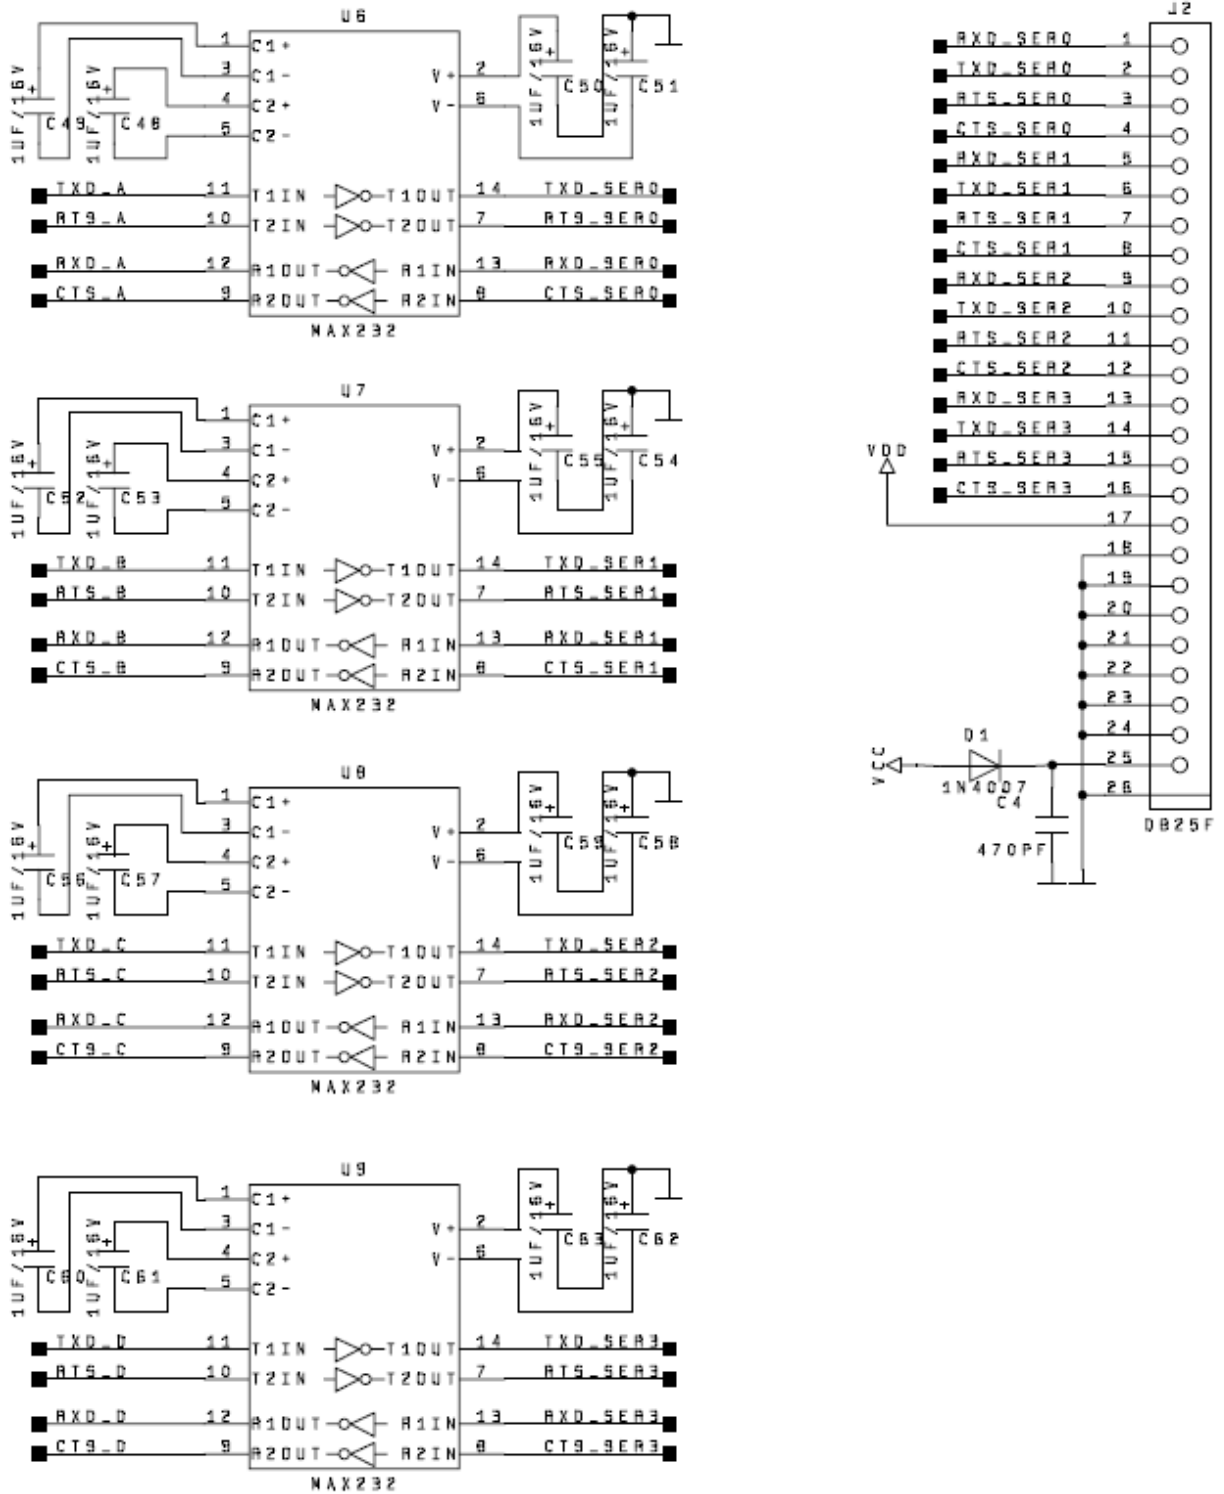 U6
1 C1+
3 C1-
4 C2+
5 C2-
V+ 2
V- 6
1UF/16V + C49
1UF/16V + C48
1UF/16V + C50
1UF/16V + C51
TXD_A 11 T1IN T1OUT 14 TXD_SER0
RTS_A 10 T2IN T2OUT 7 RTS_SER0
RXD_A 12 R1OUT R1IN 13 RXD_SER0
CTS_A 9 R2OUT R2IN 8 CTS_SER0
MAX232
U7
1 C1+
3 C1-
4 C2+
5 C2-
V+ 2
V- 6
1UF/16V + C52
1UF/16V + C53
1UF/16V + C55
1UF/16V + C54
TXD_B 11 T1IN T1OUT 14 TXD_SER1
RTS_B 10 T2IN T2OUT 7 RTS_SER1
RXD_B 12 R1OUT R1IN 13 RXD_SER1
CTS_B 9 R2OUT R2IN 8 CTS_SER1
MAX232
U8
1 C1+
3 C1-
4 C2+
5 C2-
V+ 2
V- 6
1UF/16V + C56
1UF/16V + C57
1UF/16V + C59
1UF/16V + C58
TXD_C 11 T1IN T1OUT 14 TXD_SER2
RTS_C 10 T2IN T2OUT 7 RTS_SER2
RXD_C 12 R1OUT R1IN 13 RXD_SER2
CTS_C 9 R2OUT R2IN 8 CTS_SER2
MAX232
U9
1 C1+
3 C1-
4 C2+
5 C2-
V+ 2
V- 6
1UF/16V + C60
1UF/16V + C61
1UF/16V + C63
1UF/16V + C62
TXD_D 11 T1IN T1OUT 14 TXD_SER3
RTS_D 10 T2IN T2OUT 7 RTS_SER3
RXD_D 12 R1OUT R1IN 13 RXD_SER3
CTS_D 9 R2OUT R2IN 8 CTS_SER3
MAX232
J2
RXD_SER0 1
TXD_SER0 2
RTS_SER0 3
CTS_SER0 4
RXD_SER1 5
TXD_SER1 6
RTS_SER1 7
CTS_SER1 8
RXD_SER2 9
TXD_SER2 10
RTS_SER2 11
CTS_SER2 12
RXD_SER3 13
TXD_SER3 14
RTS_SER3 15
CTS_SER3 16
VDD
17
18
19
20
21
22
23
24
25
26
VCC
D1
1N4007
C4
470PF
DB25F